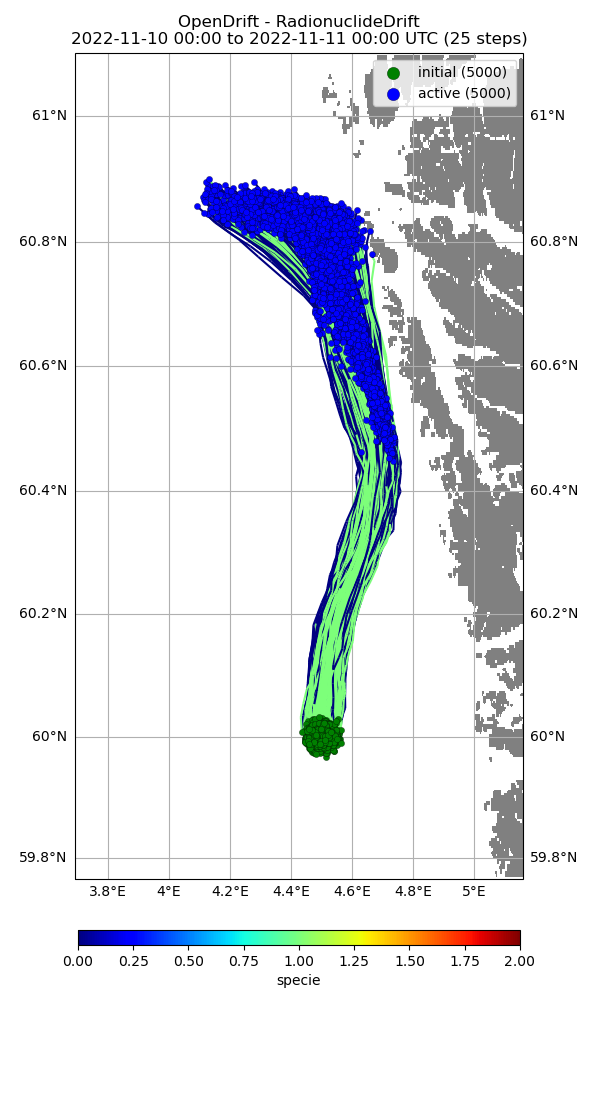 OpenDrift - RadionuclideDrift
2022-11-10 00:00 to 2022-11-11 00:00 UTC (25 steps)
initial (5000)
active (5000)
61°N 61°N
60.8°N 60.8°N
60.6°N 60.6°N
60.4°N 60.4°N
60.2°N 60.2°N
60°N 60°N
59.8°N 59.8°N
3.8°E 4°E 4.2°E 4.4°E 4.6°E 4.8°E 5°E
0.00 0.25 0.50 0.75 1.00 1.25 1.50 1.75 2.00
specie